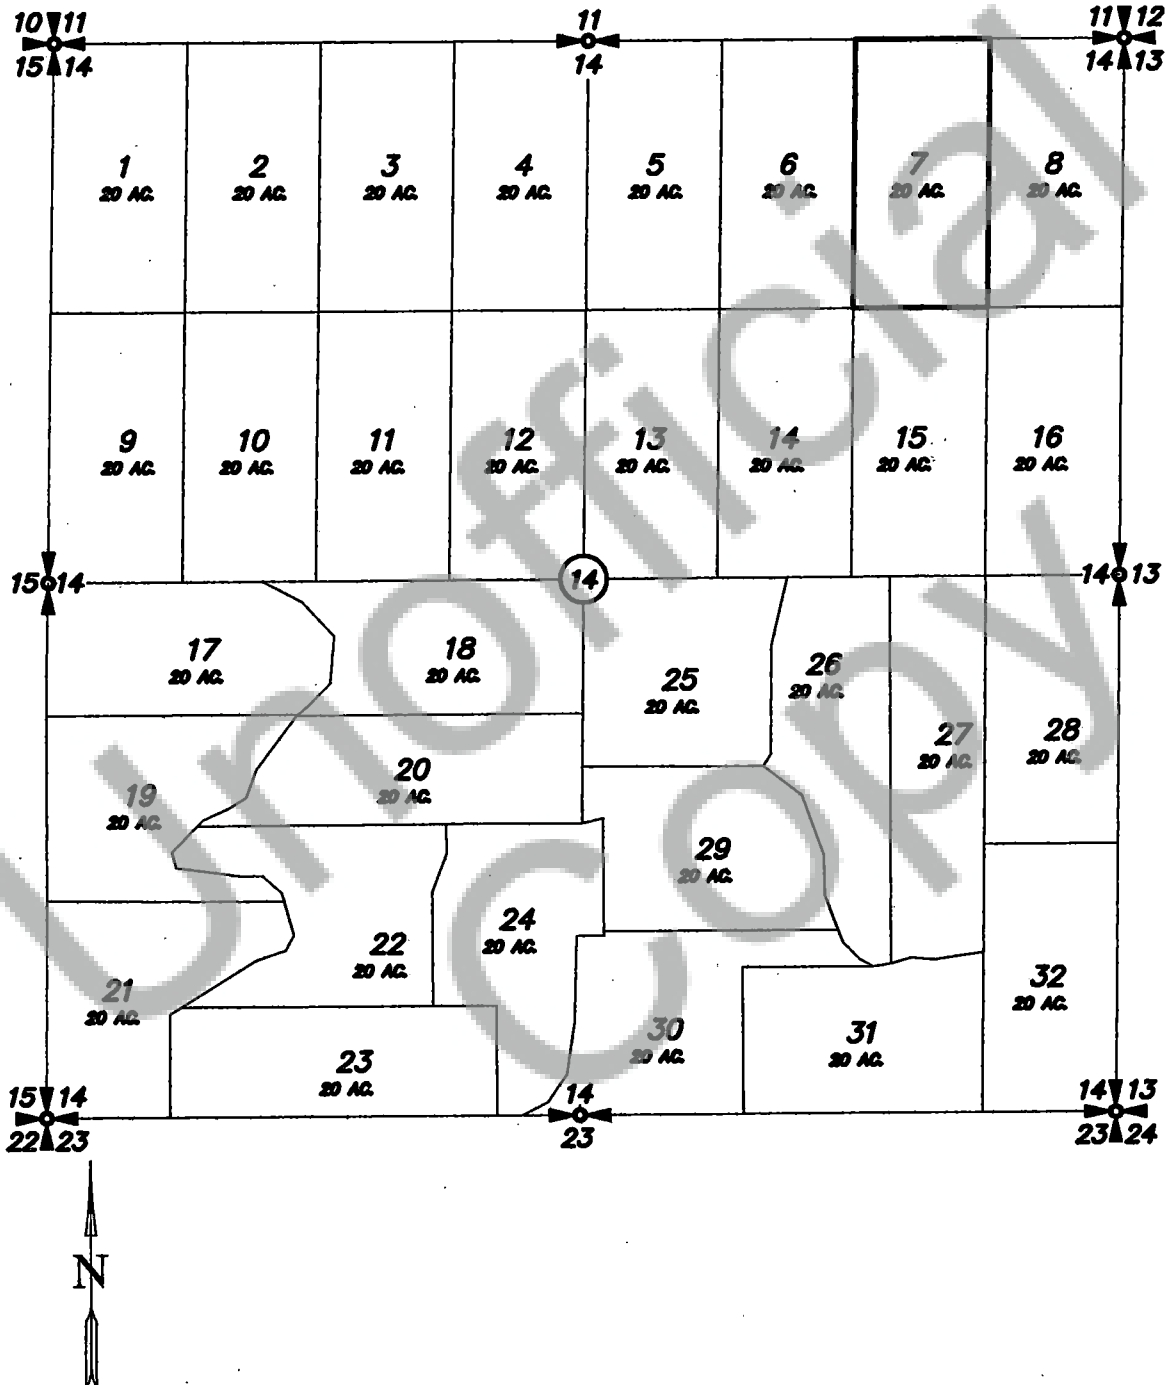 10 11 11 11 12
15 14 14 14 13
1 2 3 4 5 6 7 8
20 AC. 20 AC. 20 AC. 20 AC. 20 AC. 20 AC. 20 AC. 20 AC.
9 10 11 12 13 14 15 16
20 AC. 20 AC. 20 AC. 20 AC. 20 AC. 20 AC. 20 AC. 20 AC.
15 14 14 14 13
17 18
20 AC. 20 AC.
25 26
20 AC. 20 AC.
27 28
20 AC. 20 AC.
19 20
20 AC. 20 AC.
29
20 AC.
22 24
20 AC. 20 AC.
21 32
20 AC. 20 AC.
23 30 31
20 AC. 20 AC. 20 AC.
15 14 14 14 13
22 23 23 23 24
N
Unofficial
Copy